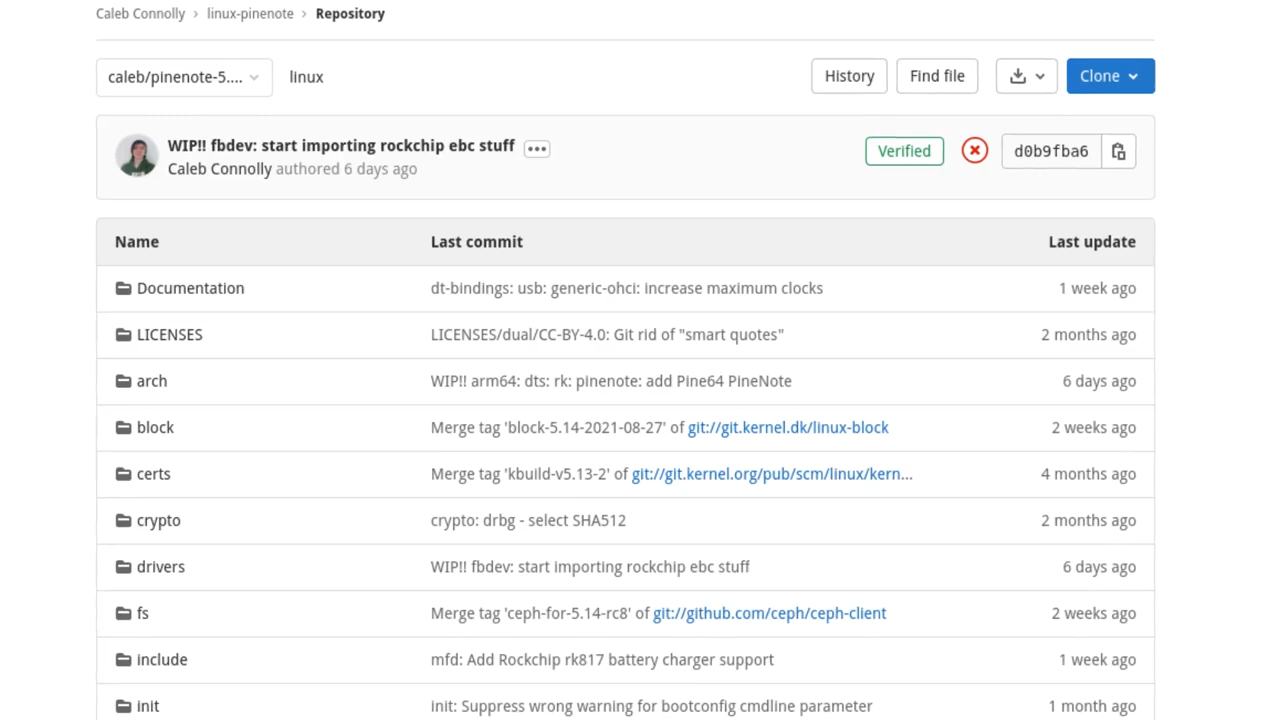 Caleb Connolly › linux-pinenote › Repository
caleb/pinenote-5.... linux History Find file Clone
WIP!! fbdev: start importing rockchip ebc stuff •••
Caleb Connolly authored 6 days ago
Verified d0b9fba6
Name Last commit Last update
Documentation dt-bindings: usb: generic-ohci: increase maximum clocks 1 week ago
LICENSES LICENSES/dual/CC-BY-4.0: Git rid of "smart quotes" 2 months ago
arch WIP!! arm64: dts: rk: pinenote: add Pine64 PineNote 6 days ago
block Merge tag 'block-5.14-2021-08-27' of git://git.kernel.dk/linux-block 2 weeks ago
certs Merge tag 'kbuild-v5.13-2' of git://git.kernel.org/pub/scm/linux/kern... 4 months ago
crypto crypto: drbg - select SHA512 2 months ago
drivers WIP!! fbdev: start importing rockchip ebc stuff 6 days ago
fs Merge tag 'ceph-for-5.14-rc8' of git://github.com/ceph/ceph-client 2 weeks ago
include mfd: Add Rockchip rk817 battery charger support 1 week ago
init init: Suppress wrong warning for bootconfig cmdline parameter 1 month ago